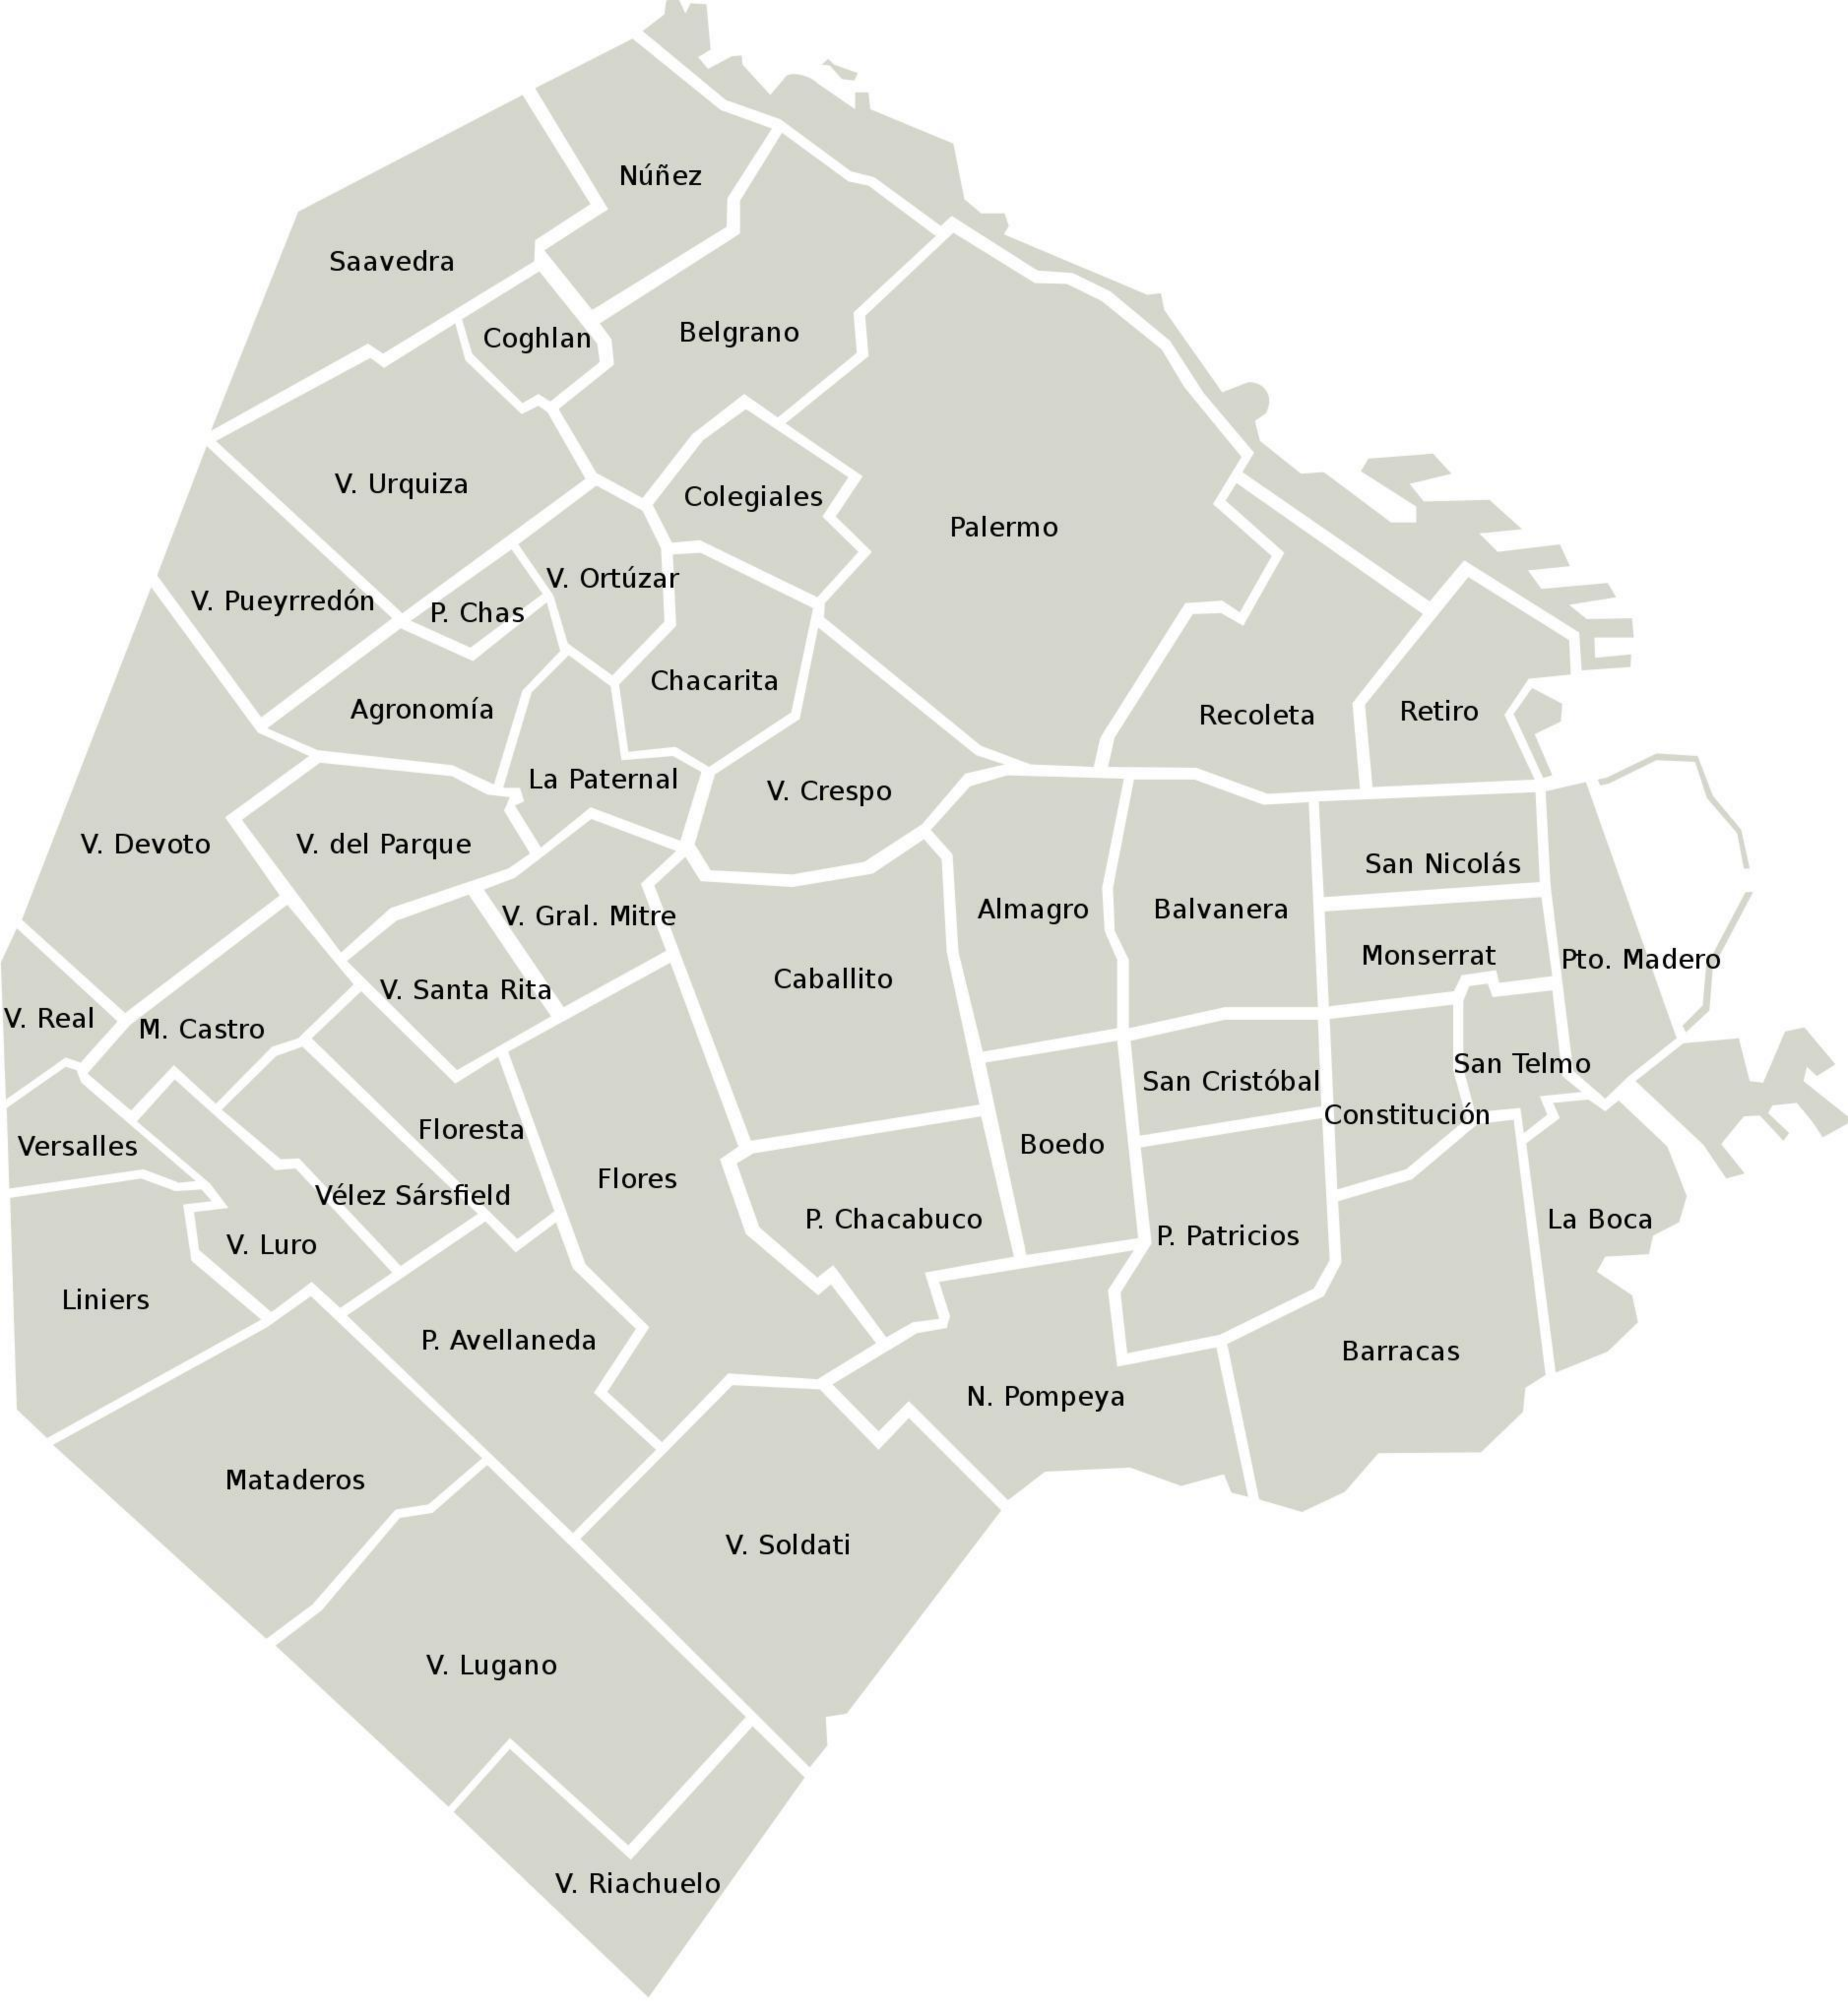 Núñez
Saavedra
Coghlan
Belgrano
V. Urquiza
Colegiales
Palermo
V. Ortúzar
V. Pueyrredón
P. Chas
Chacarita
Agronomía
Recoleta
Retiro
La Paternal
V. Crespo
V. Devoto
V. del Parque
San Nicolás
V. Gral. Mitre
Almagro
Balvanera
Monserrat
Pto. Madero
Caballito
V. Santa Rita
V. Real
M. Castro
San Telmo
San Cristóbal
Constitución
Floresta
Versalles
Boedo
Flores
Vélez Sársfield
P. Chacabuco
La Boca
P. Patricios
V. Luro
Liniers
P. Avellaneda
Barracas
N. Pompeya
Mataderos
V. Soldati
V. Lugano
V. Riachuelo